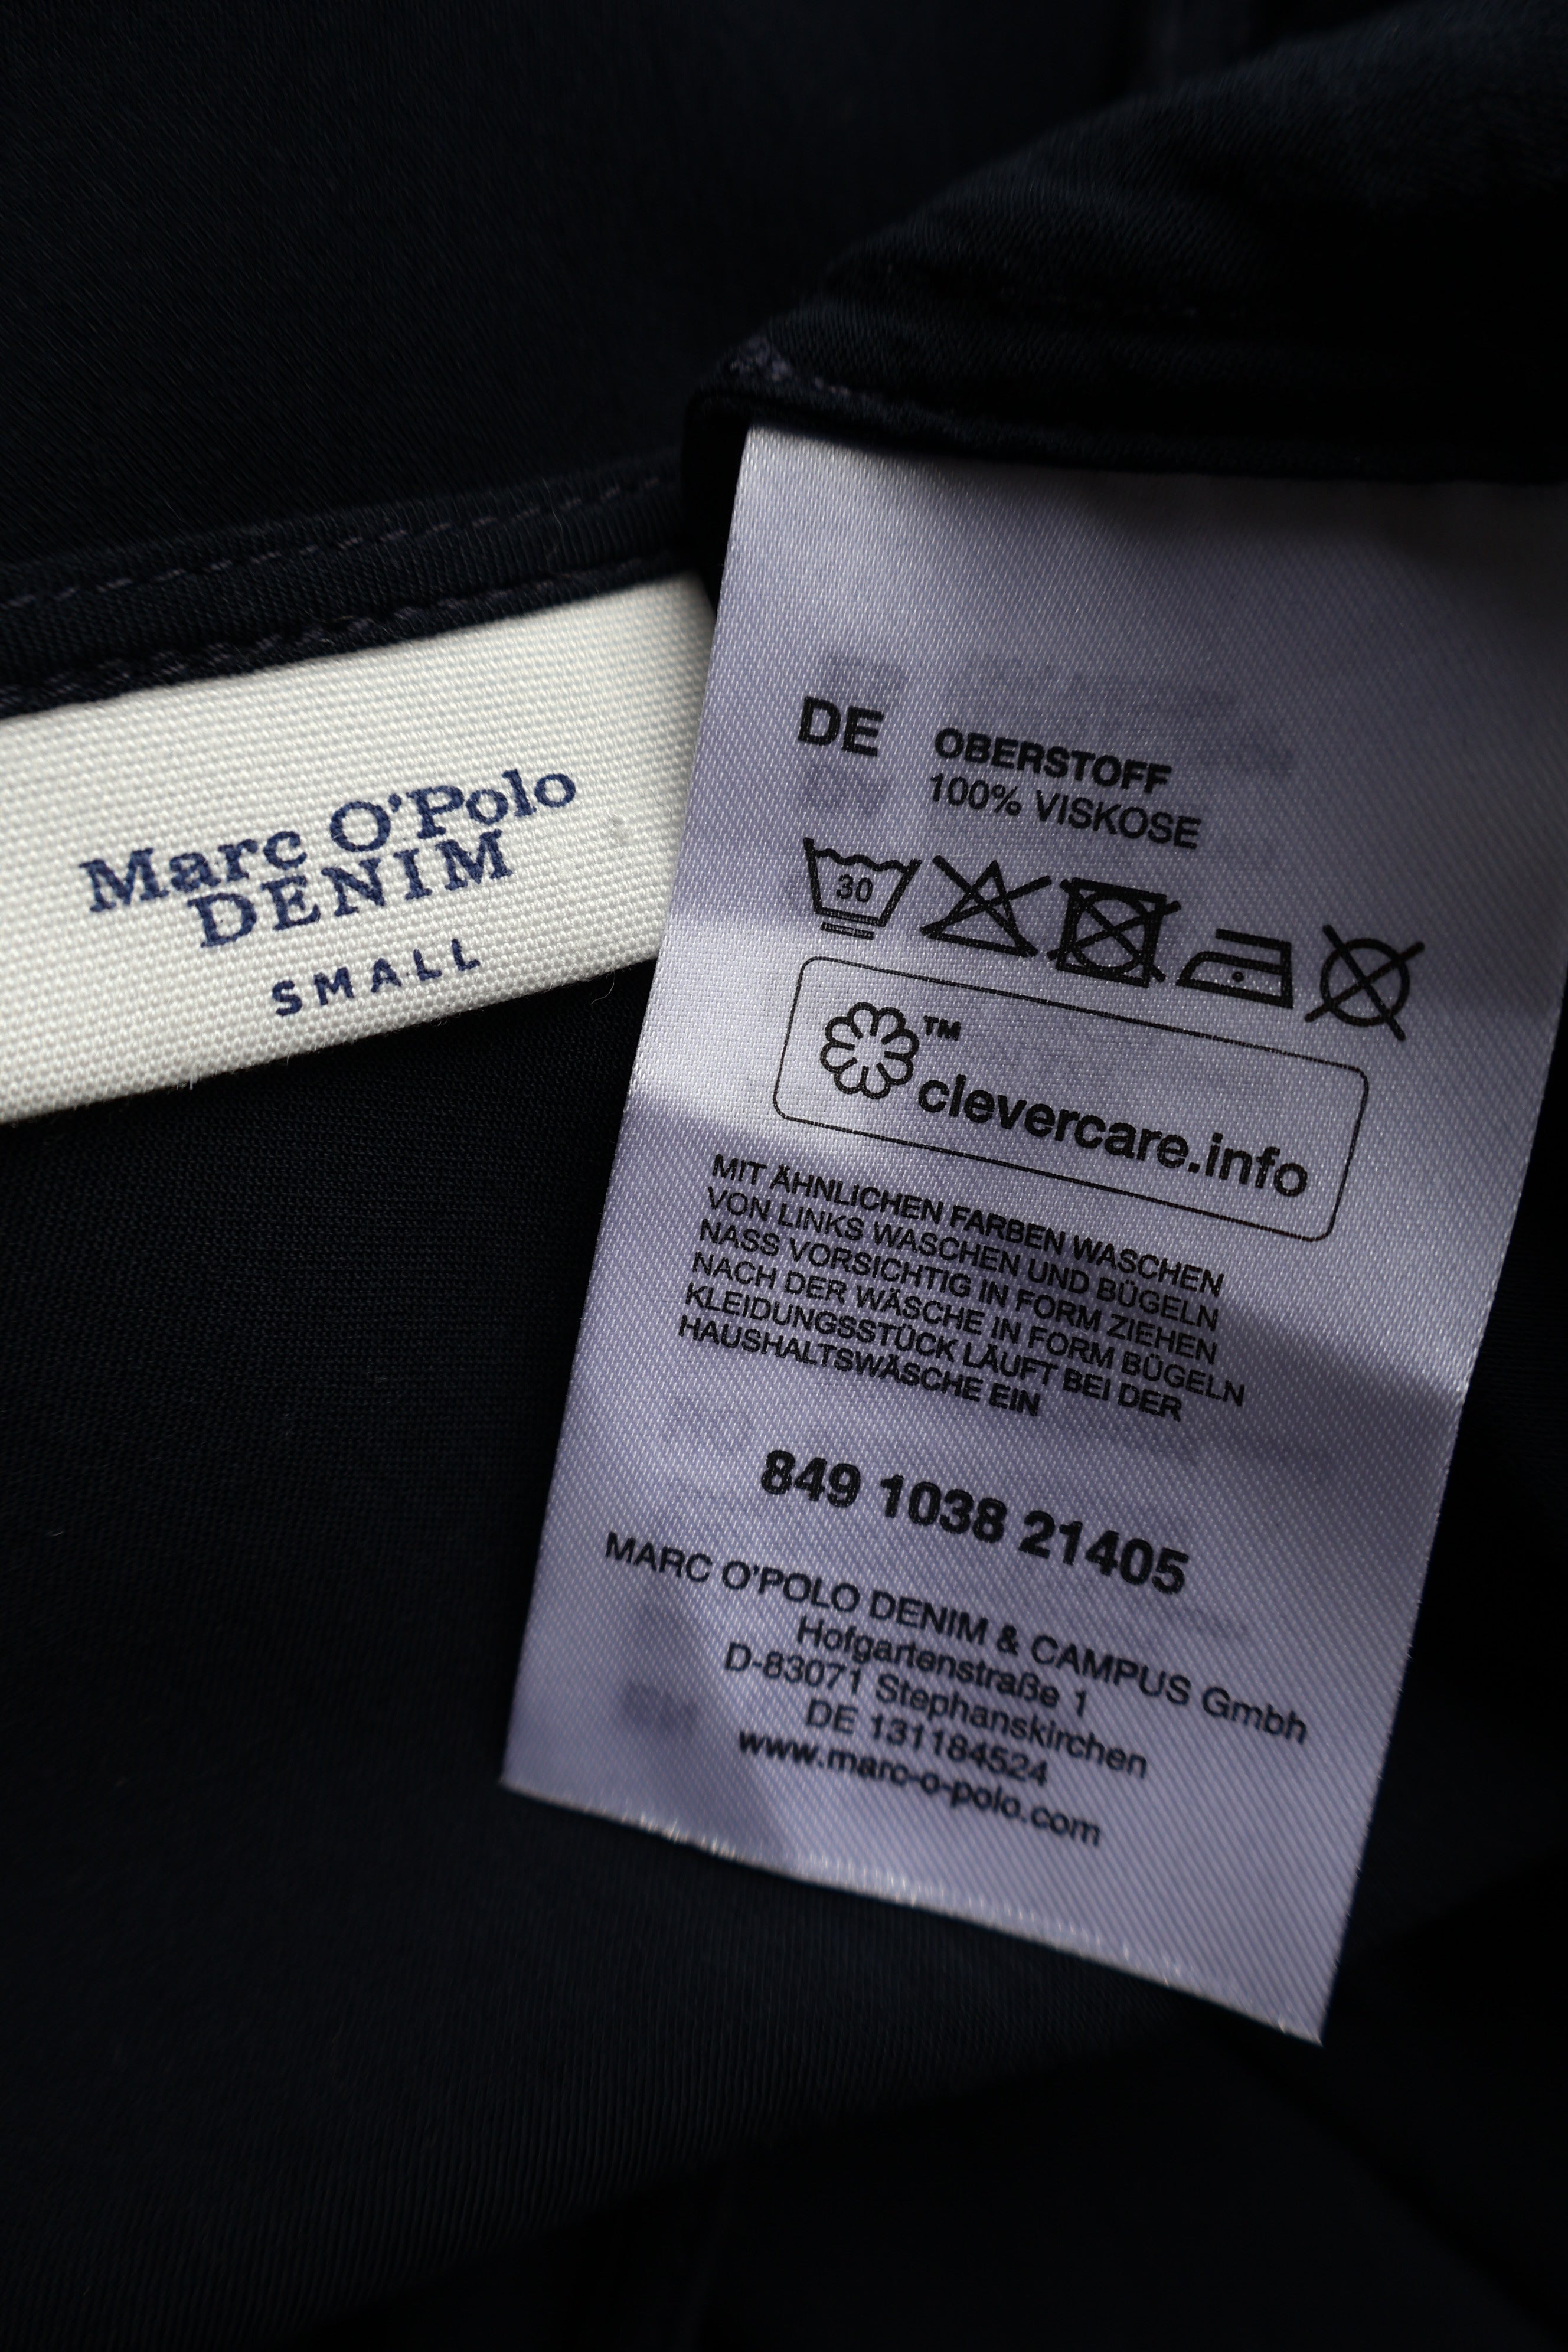 Marc O'Polo
DENIM
SMALL
DE OBERSTOFF
100% VISKOSE
30
™
clevercare.info
MIT ÄHNLICHEN FARBEN WASCHEN
VON LINKS WASCHEN UND BÜGELN
NASS VORSICHTIG IN FORM ZIEHEN
NACH DER WÄSCHE IN FORM BÜGELN
KLEIDUNGSSTÜCK LÄUFT BEI DER
HAUSHALTSWÄSCHE EIN
849 1038 21405
MARC O'POLO DENIM & CAMPUS Gmbh
Hofgartenstraße 1
D-83071 Stephanskirchen
DE 131184524
www.marc-o-polo.com